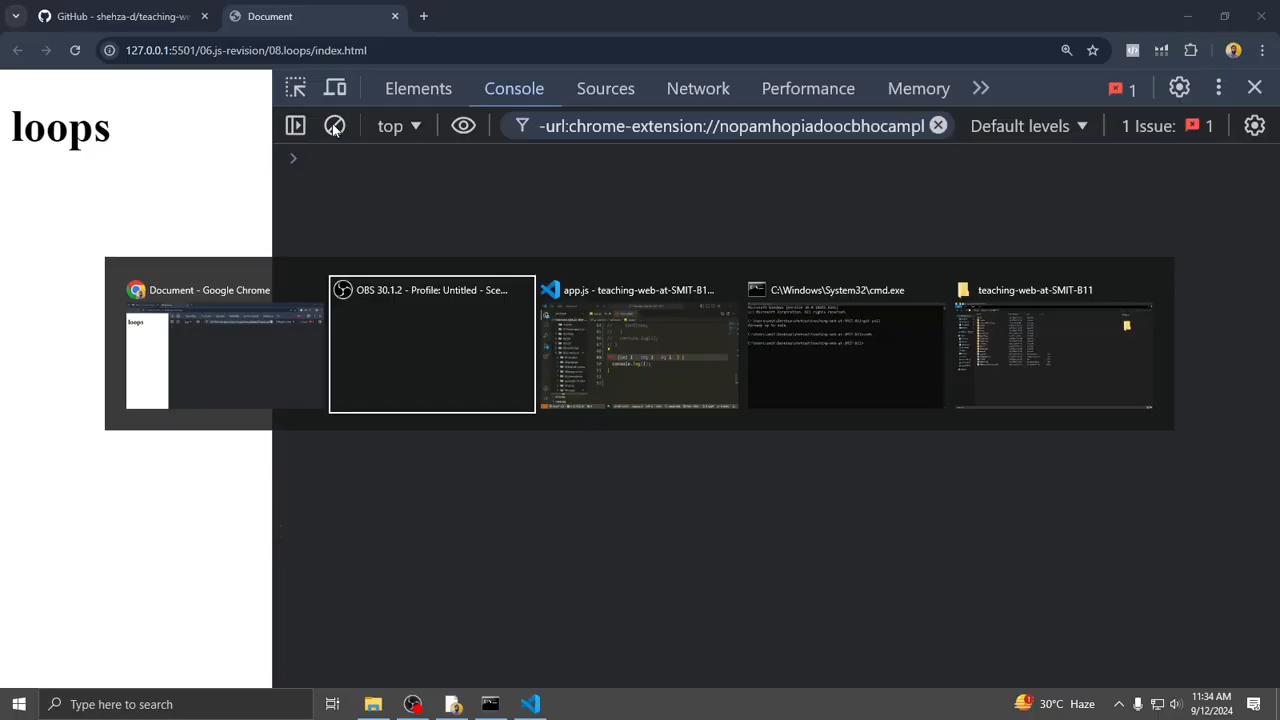 GitHub - shehza-d/teaching-we
Document
127.0.0.1:5501/06.js-revision/08.loops/index.html
loops
Elements
Console
Sources
Network
Performance
Memory
1
top
-url:chrome-extension://nopamhopiadoocbhocampl
Default levels
1 Issue:
1
Document - Google Chrome
OBS 30.1.2 - Profile: Untitled - Sce...
app.js - teaching-web-at-SMIT-B1...
C:\Windows\System32\cmd.exe
teaching-web-at-SMIT-B11
loops
Type here to search
30°C Haze
11:34 AM
9/12/2024